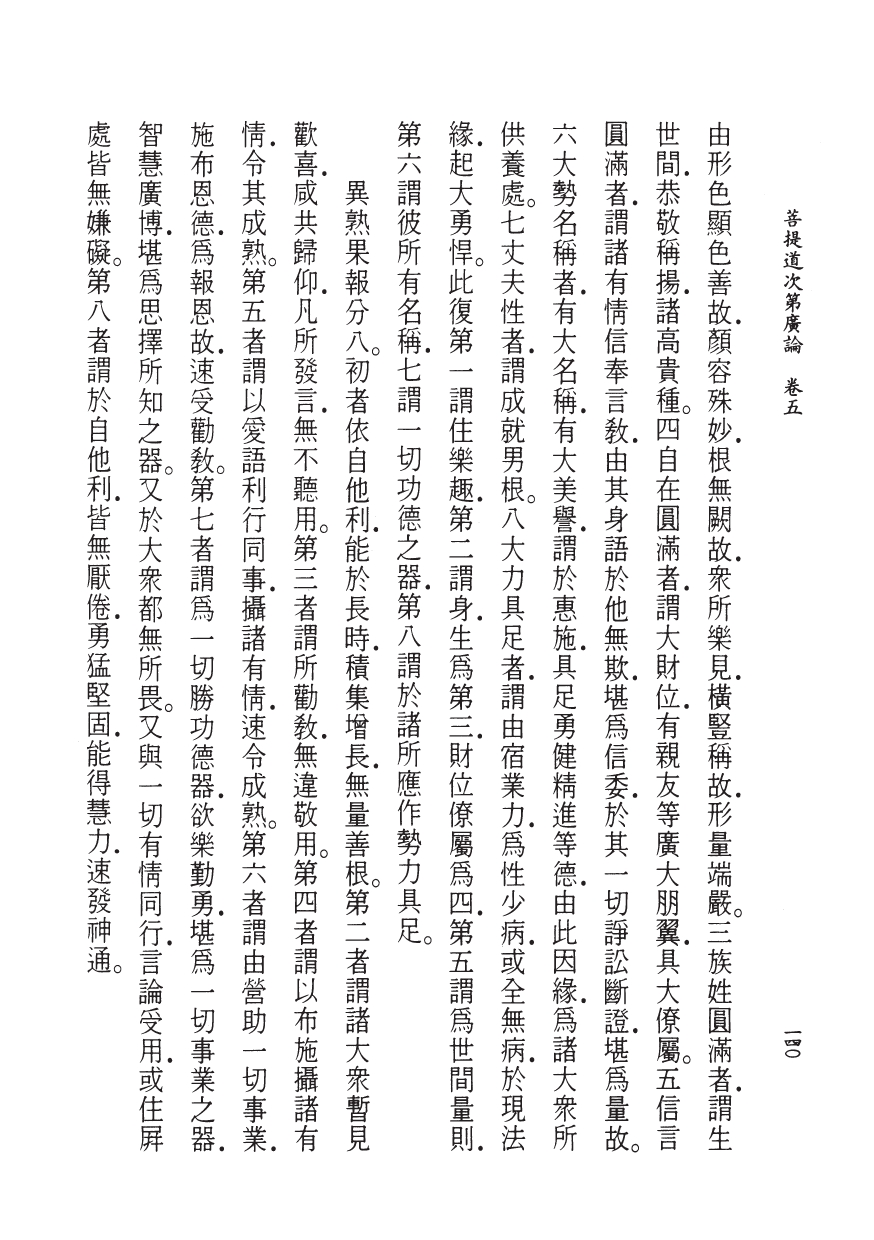 菩提道次第廣論　卷五
一四〇
由形色顯色善故．顏容殊妙．根無闕故．衆所樂見．橫豎稱故．形量端嚴。三族姓圓滿者．謂生
世間．恭敬稱揚．諸高貴種。四自在圓滿者．謂大財位．有親友等廣大朋翼．具大僚屬。五信言
圓滿者．謂諸有情信奉言教．由其身語於他無欺．堪爲信委．於其一切諍訟斷證．堪爲量故。
六大勢名稱者．有大名稱．有大美譽．謂於惠施．具足勇健精進等德．由此因緣．爲諸大衆所
供養處。七丈夫性者．謂成就男根。八大力具足者．謂由宿業力．爲性少病．或全無病．於現法
緣．起大勇悍。此復第一謂住樂趣．第二謂身．生爲第三．財位僚屬爲四．第五謂爲世間量則．
第六謂彼所有名稱．七謂一切功德之器．第八謂於諸所應作勢力具足。
　　異熟果報分八。初者依自他利．能於長時．積集增長．無量善根。第二者謂諸大衆暫見
歡喜．咸共歸仰．凡所發言．無不聽用。第三者謂所勸教．無違敬用。第四者謂以布施攝諸有
情．令其成熟。第五者謂以愛語利行同事．攝諸有情．速令成熟。第六者謂由營助一切事業．
施布恩德．爲報恩故．速受勸教。第七者謂爲一切勝功德器．欲樂勤勇．堪爲一切事業之器．
智慧廣博．堪爲思擇所知之器。又於大衆都無所畏。又與一切有情同行．言論受用．或住屛
處皆無嫌礙。第八者謂於自他利．皆無厭倦．勇猛堅固．能得慧力．速發神通。